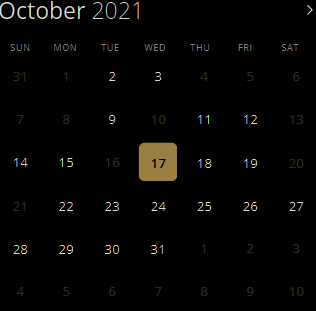 October 2021
SUN MON TUE WED THU FRI SAT
31 1 2 3 4 5 6
7 8 9 10 11 12 13
14 15 16 17 18 19 20
21 22 23 24 25 26 27
28 29 30 31 1 2 3
4 5 6 7 8 9 10